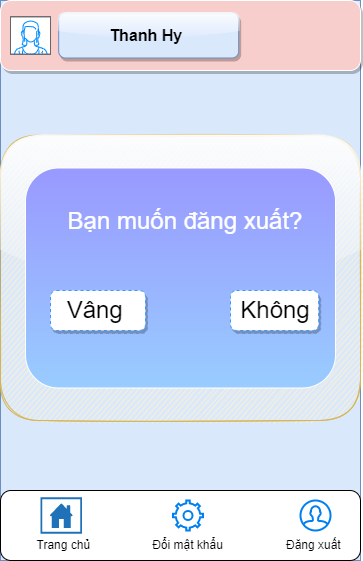 Thanh Hy
Bạn muốn đăng xuất?
Vâng Không
Trang chủ Đổi mật khẩu Đăng xuất